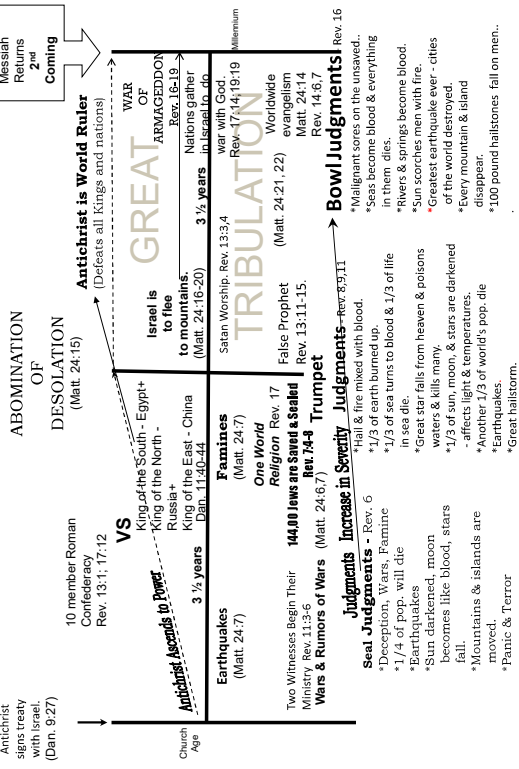 Antichrist
signs treaty
with Israel.
(Dan. 9:27)
10 member Roman
Confederacy
Rev. 13:1; 17:12
ABOMINATION
OF
DESOLATION
(Matt. 24:15)
Messiah
Returns
2nd
Coming
Antichrist is World Ruler
(Defeats all Kings and nations)
VS
King of the South - Egypt+
King of the North -
Russia+
King of the East - China
Dan. 11:40-44
Antichrist Ascends to Power
3 ½ years
Church
Age
GREAT
Israel is
to flee
to mountains.
(Matt. 24:16-20)
3 ½ years
WAR
OF
ARMAGEDDON
Rev. 16-19
Nations gather
in Israel to do
war with God.
Rev. 17:14;19:19
Millennium
Earthquakes
(Matt. 24:7)
Famines
(Matt. 24:7)
One World
Religion Rev. 17
144,00 Jews are Saved & Sealed
Rev. 7:4-8
Two Witnesses Begin Their
Ministry Rev. 11:3-6
Wars & Rumors of Wars (Matt. 24:6,7)
Satan Worship. Rev. 13:3,4
TRIBULATION
(Matt. 24:21, 22)
False Prophet
Rev. 13:11-15.
Worldwide
evangelism
Matt. 24:14
Rev. 14:6,7
Judgments Increase in Severity
Seal Judgments - Rev. 6
*Deception, Wars, Famine
*1/4 of pop. will die
*Earthquakes
*Sun darkened, moon
becomes like blood, stars
fall.
*Mountains & islands are
moved.
*Panic & Terror
Trumpet
Judgments - Rev. 8,9,11
*Hail & fire mixed with blood.
*1/3 of earth burned up.
*1/3 of sea turns to blood & 1/3 of life
in sea die.
*Great star falls from heaven & poisons
waters & kills many.
*1/3 of sun, moon, & stars are darkened
- affects light & temperatures.
*Another 1/3 of world's pop. die
*Earthquakes.
*Great hailstorm.
Bowl Judgments Rev. 16
*Malignant sores on the unsaved..
*Seas become blood & everything
in them dies.
*Rivers & springs become blood.
*Sun scorches men with fire.
*Greatest earthquake ever - cities
of the world destroyed.
*Every mountain & island
disappear.
*100 pound hailstones fall on men..
.